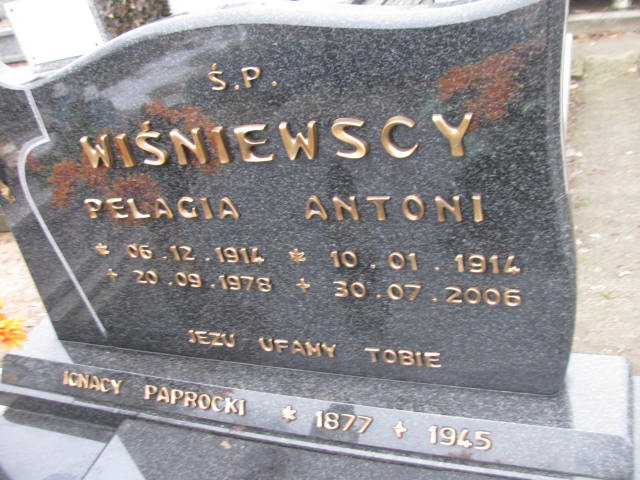 Ś.P.
WIŚNIEWSCY
PELAGIA ANTONI
* 06.12.1914 * 10.01.1914
+ 20.09.1978 + 30.07.2006
JEZU UFAMY TOBIE
IGNACY PAPROCKI * 1877 + 1945